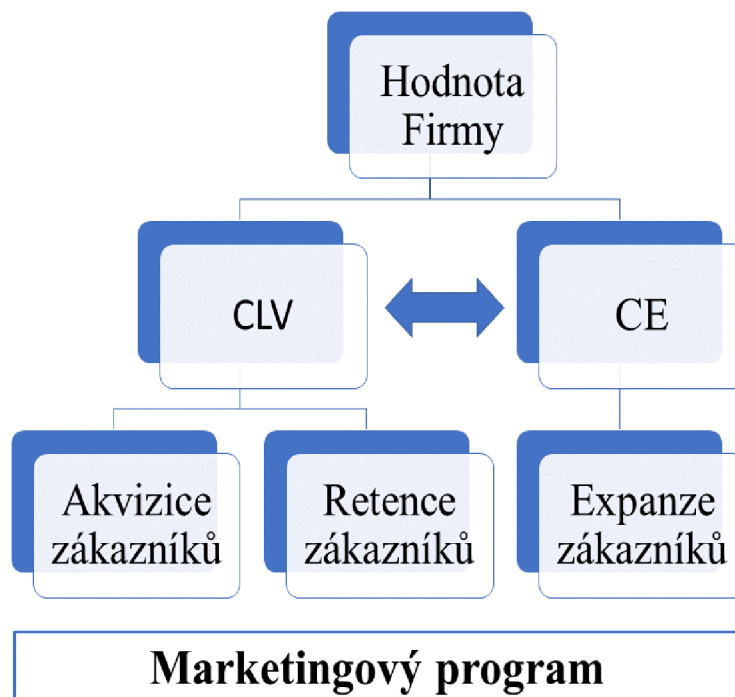 Hodnota
Firmy
CLV
CE
Akvizice
zákazníků
Retence
zákazníků
Expanze
zákazníků
Marketingový program